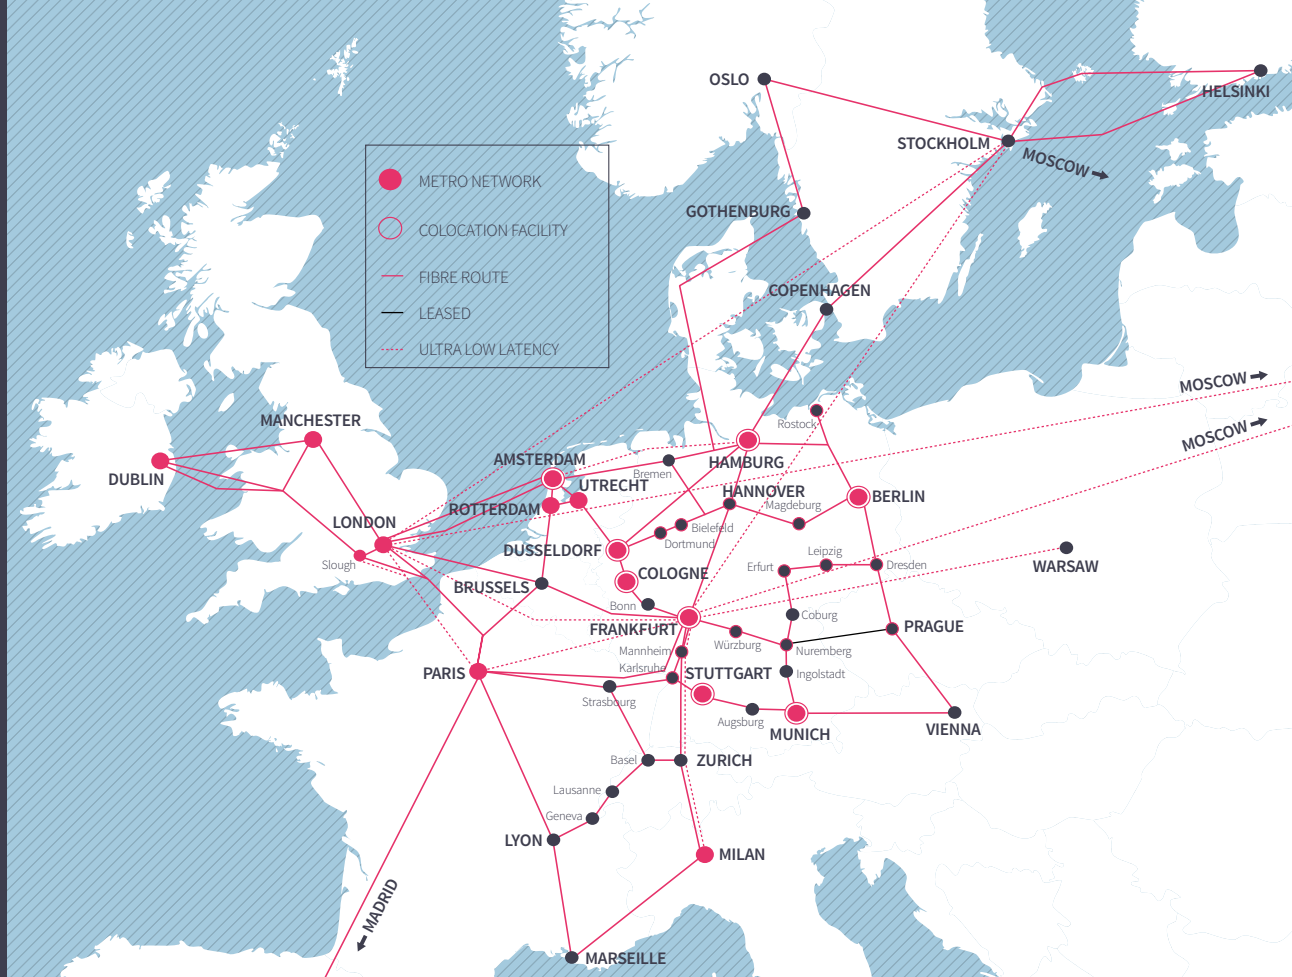 OSLO
HELSINKI
STOCKHOLM
MOSCOW
METRO NETWORK
COLOCATION FACILITY
FIBRE ROUTE
LEASED
ULTRA LOW LATENCY
GOTHENBURG
COPENHAGEN
MOSCOW
MOSCOW
MANCHESTER
DUBLIN
LONDON
Slough
AMSTERDAM
UTRECHT
ROTTERDAM
Bremen
HAMBURG
Rostock
HANNOVER
Magdeburg
BERLIN
Bielefeld
Dortmund
DUSSELDORF
COLOGNE
BRUSSELS
Bonn
Erfurt
Leipzig
Dresden
WARSAW
FRANKFURT
Würzburg
Coburg
PRAGUE
Nuremberg
Mannheim
Karlsruhe
STUTTGART
Ingolstadt
PARIS
Strasbourg
Augsburg
MUNICH
VIENNA
Basel
ZURICH
Lausanne
Geneva
LYON
MILAN
MADRID
MARSEILLE